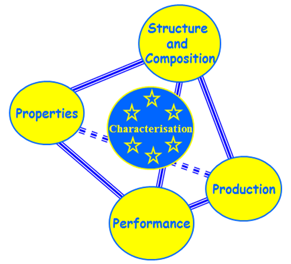 Structure
and
Composition
Properties
Characterisation
Production
Performance